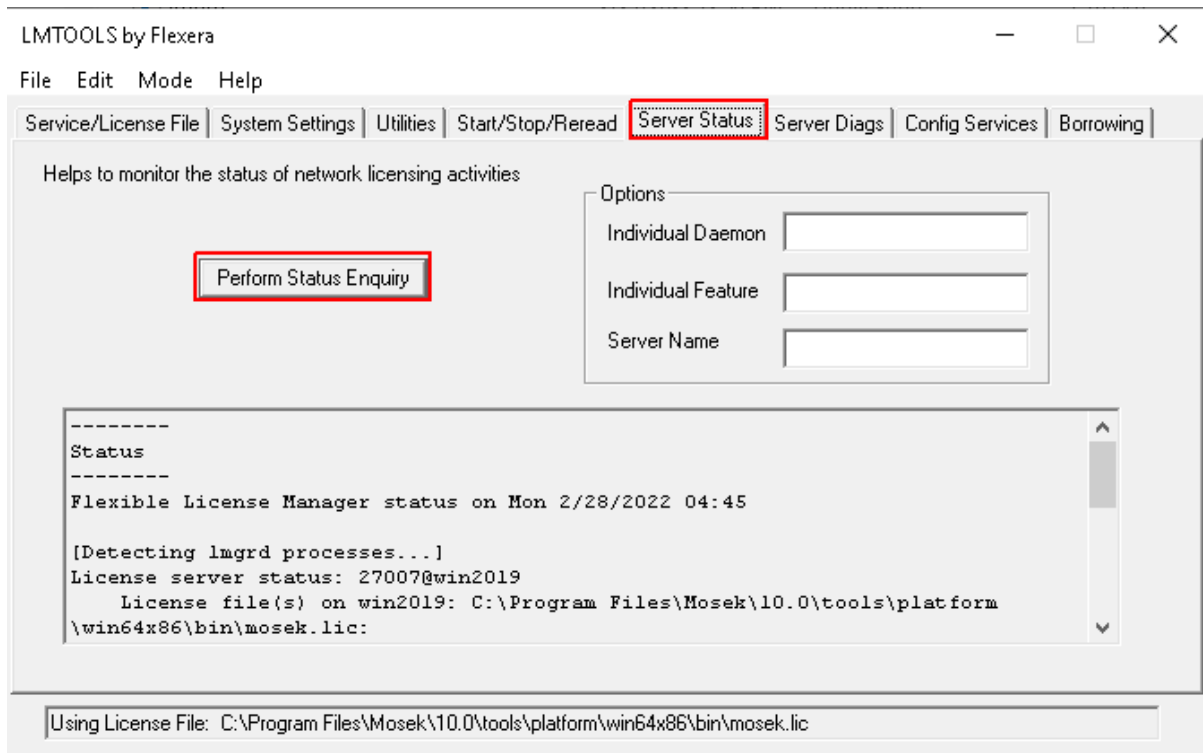 LMTOOLS by Flexera
File Edit Mode Help
Service/License File System Settings Utilities Start/Stop/Reread Server Status Server Diags Config Services Borrowing
Helps to monitor the status of network licensing activities
Options
Individual Daemon
Perform Status Enquiry
Individual Feature
Server Name
--------
Status
--------
Flexible License Manager status on Mon 2/28/2022 04:45
[Detecting lmgrd processes...]
License server status: 27007@win2019
License file(s) on win2019: C:\Program Files\Mosek\10.0\tools\platform
\win64x86\bin\mosek.lic:
Using License File: C:\Program Files\Mosek\10.0\tools\platform\win64x86\bin\mosek.lic